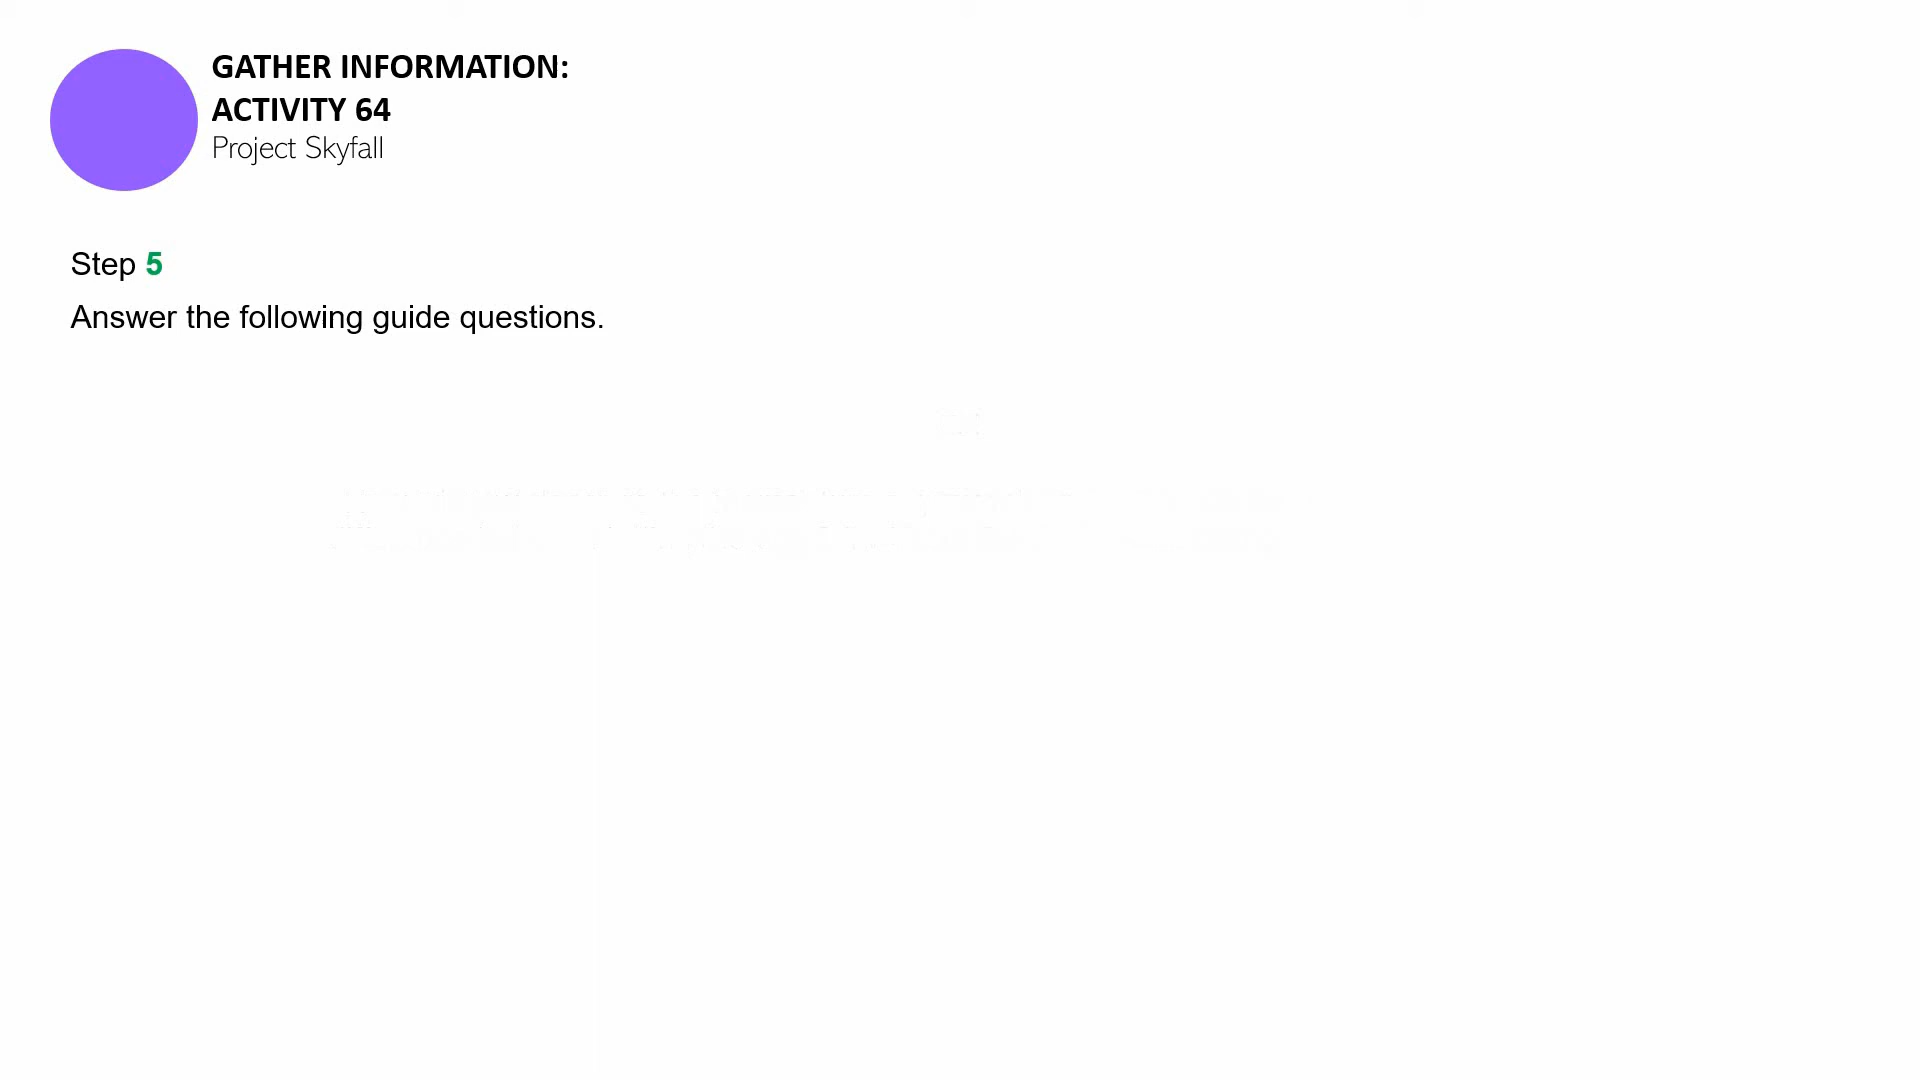 GATHER INFORMATION:
ACTIVITY 64
Project Skyfall
Step 5
Answer the following guide questions.